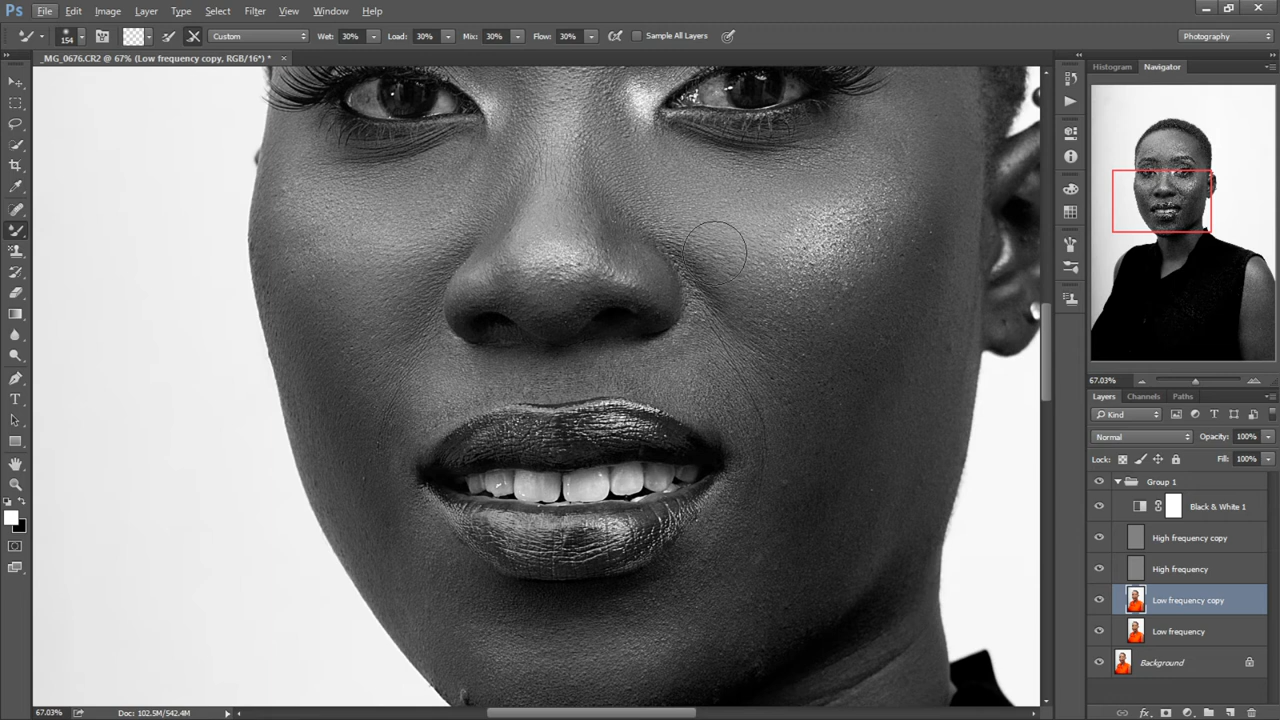 Ps File Edit Image Layer Type Select Filter View Window Help
154 Custom Wet: 30% Load: 30% Mix: 30% Flow: 30% Sample All Layers Photography
_MG_0676.CR2 @ 67% (Low frequency copy, RGB/16*) *
Histogram Navigator
67.03%
Layers Channels Paths
Kind
Normal Opacity: 100%
Lock: Fill: 100%
Group 1
Black & White 1
High frequency copy
High frequency
Low frequency copy
Low frequency
Background
67.03% Doc: 102.5M/542.4M
fx